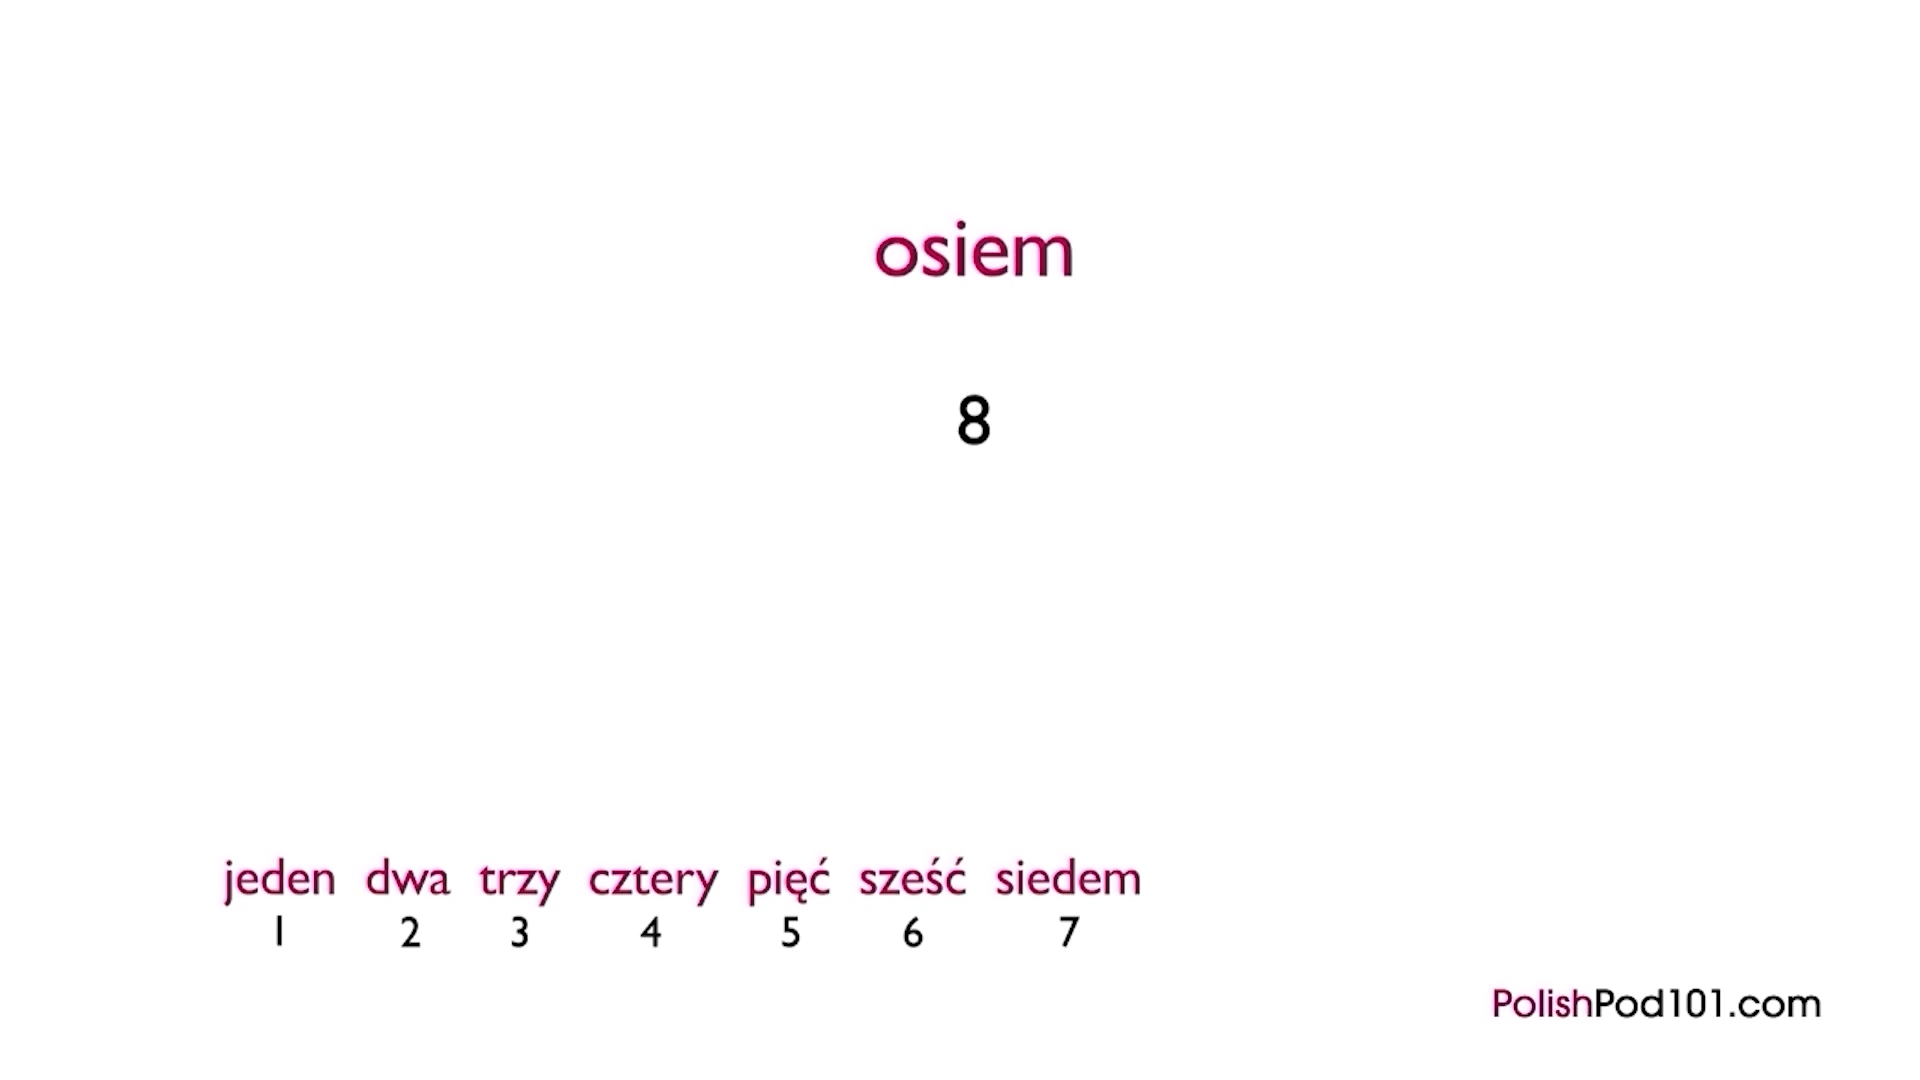 osiem
8
jeden dwa trzy cztery pięć sześć siedem
1 2 3 4 5 6 7
PolishPod101.com